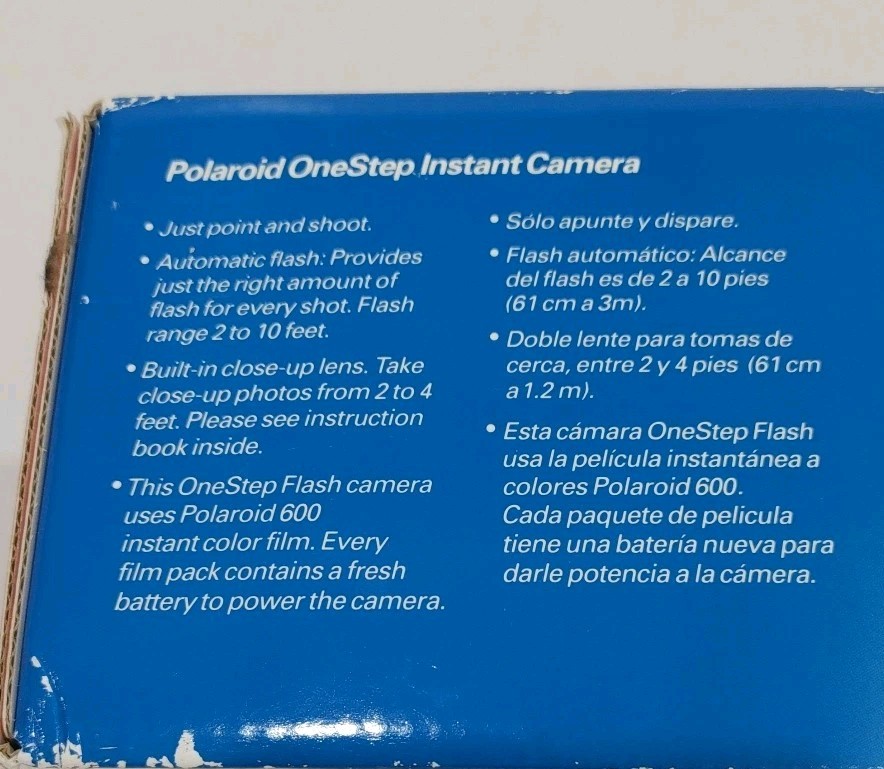 Polaroid OneStep Instant Camera
• Just point and shoot.
• Automatic flash: Provides
just the right amount of
flash for every shot. Flash
range 2 to 10 feet.
• Built-in close-up lens. Take
close-up photos from 2 to 4
feet. Please see instruction
book inside.
• This OneStep Flash camera
uses Polaroid 600
instant color film. Every
film pack contains a fresh
battery to power the camera.
• Sólo apunte y dispare.
• Flash automático: Alcance
del flash es de 2 a 10 pies
(61 cm a 3m).
• Doble lente para tomas de
cerca, entre 2 y 4 pies (61 cm
a 1.2 m).
• Esta cámara OneStep Flash
usa la película instantánea a
colores Polaroid 600.
Cada paquete de pelicula
tiene una batería nueva para
darle potencia a la cámera.